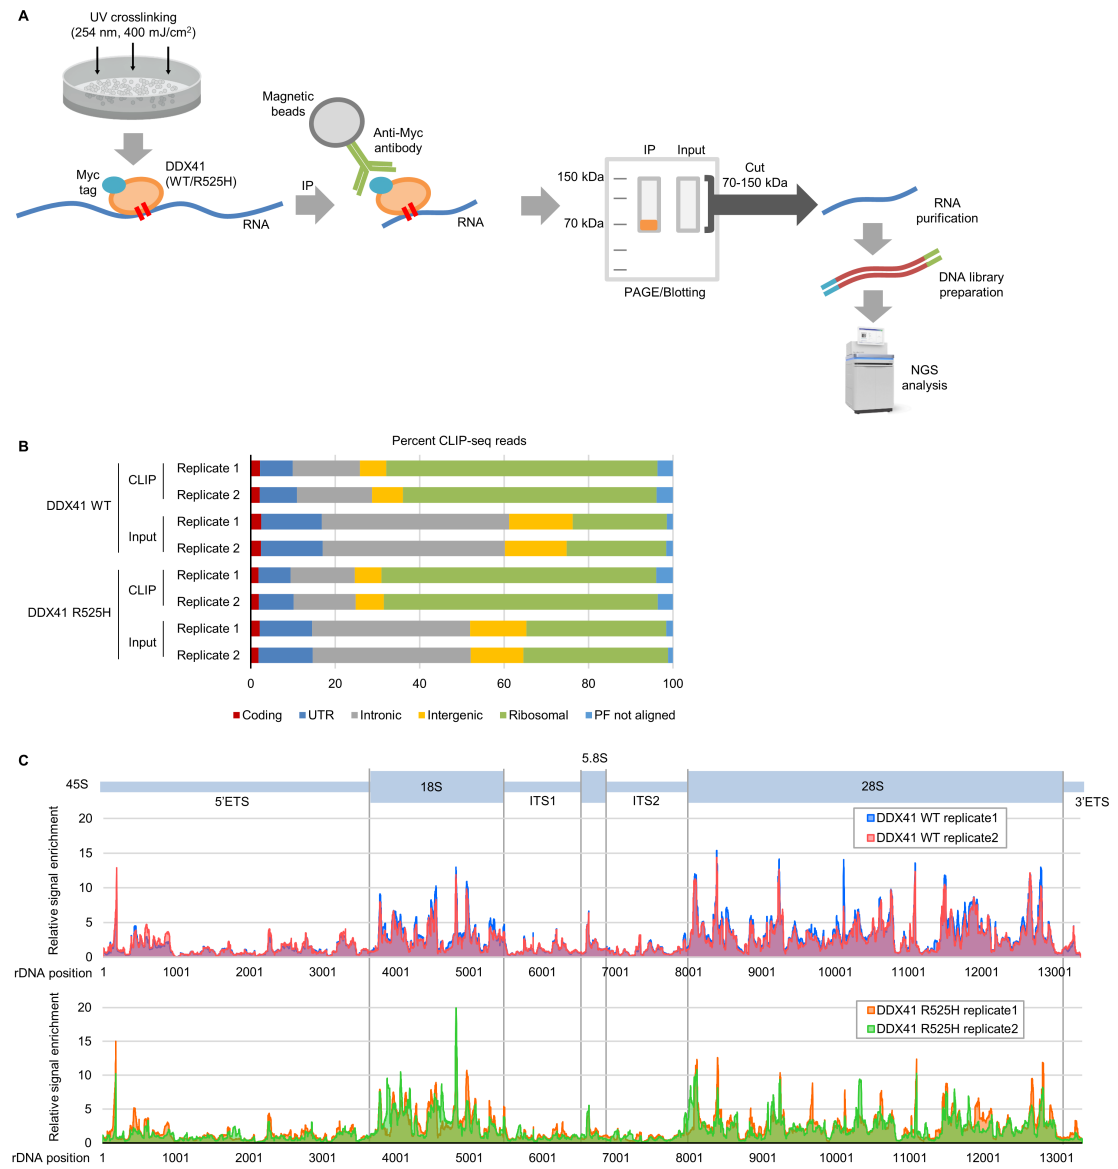 A
UV crosslinking
(254 nm, 400 mJ/cm²)
Magnetic
beads
Anti-Myc
antibody
Myc
tag
DDX41
(WT/R525H)
RNA
IP
RNA
IP Input
150 kDa
70 kDa
PAGE/Blotting
Cut
70-150 kDa
RNA
purification
DNA library
preparation
NGS
analysis
B
Percent CLIP-seq reads
DDX41 WT
CLIP
Replicate 1
Replicate 2
Input
Replicate 1
Replicate 2
DDX41 R525H
CLIP
Replicate 1
Replicate 2
Input
Replicate 1
Replicate 2
0 20 40 60 80 100
Coding UTR Intronic Intergenic Ribosomal PF not aligned
C
5.8S
45S 18S 28S
5'ETS ITS1 ITS2 3'ETS
Relative signal enrichment
20
15
10
5
0
DDX41 WT replicate1
DDX41 WT replicate2
rDNA position 1 1001 2001 3001 4001 5001 6001 7001 8001 9001 10001 11001 12001 13001
Relative signal enrichment
20
15
10
5
0
DDX41 R525H replicate1
DDX41 R525H replicate2
rDNA position 1 1001 2001 3001 4001 5001 6001 7001 8001 9001 10001 11001 12001 13001